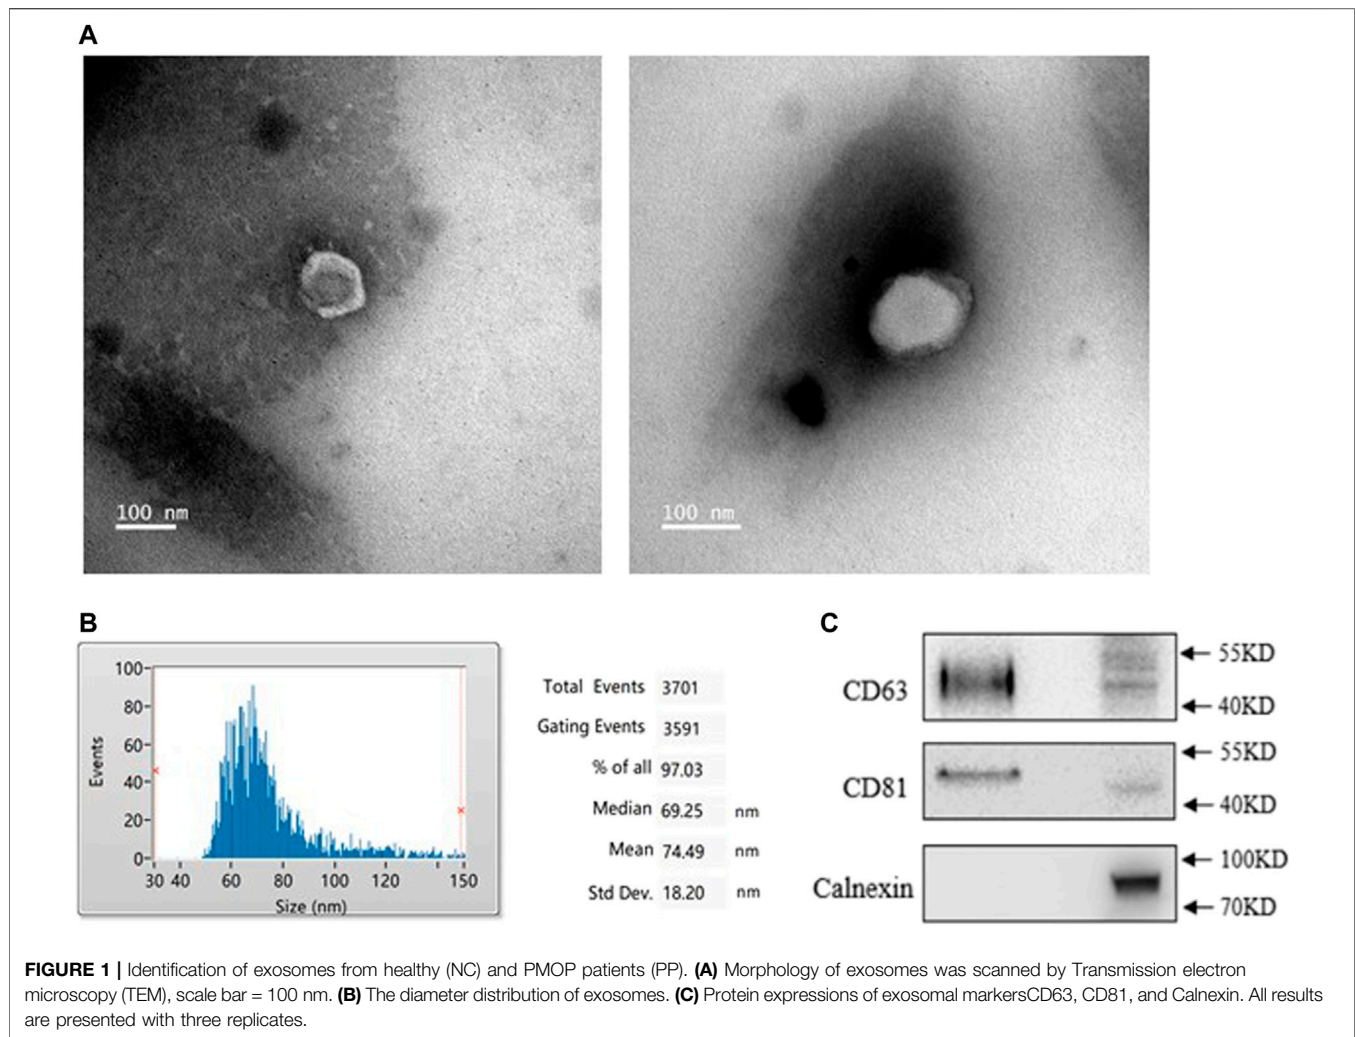 A
100 nm
100 nm
B
100
80
60
40
20
0
Events
30 40 60 80 100 120 150
Size (nm)
Total Events 3701
Gating Events 3591
% of all 97.03
Median 69.25 nm
Mean 74.49 nm
Std Dev. 18.20 nm
C
CD63
55KD
40KD
CD81
55KD
40KD
Calnexin
100KD
70KD
FIGURE 1 | Identification of exosomes from healthy (NC) and PMOP patients (PP). (A) Morphology of exosomes was scanned by Transmission electron
microscopy (TEM), scale bar = 100 nm. (B) The diameter distribution of exosomes. (C) Protein expressions of exosomal markersCD63, CD81, and Calnexin. All results
are presented with three replicates.